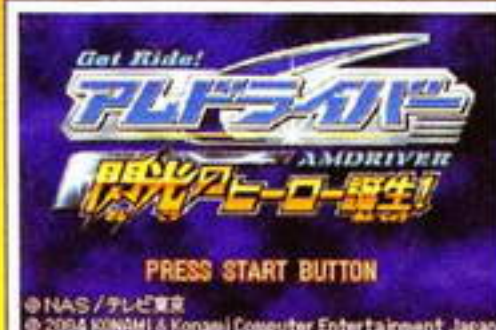 Get Ride!
アムドライバー
AMDRIVER
閃光のヒーロー誕生!
PRESS START BUTTON
©NAS/テレビ東京
©2004 KONAMI & Konami Computer Entertainment Japan